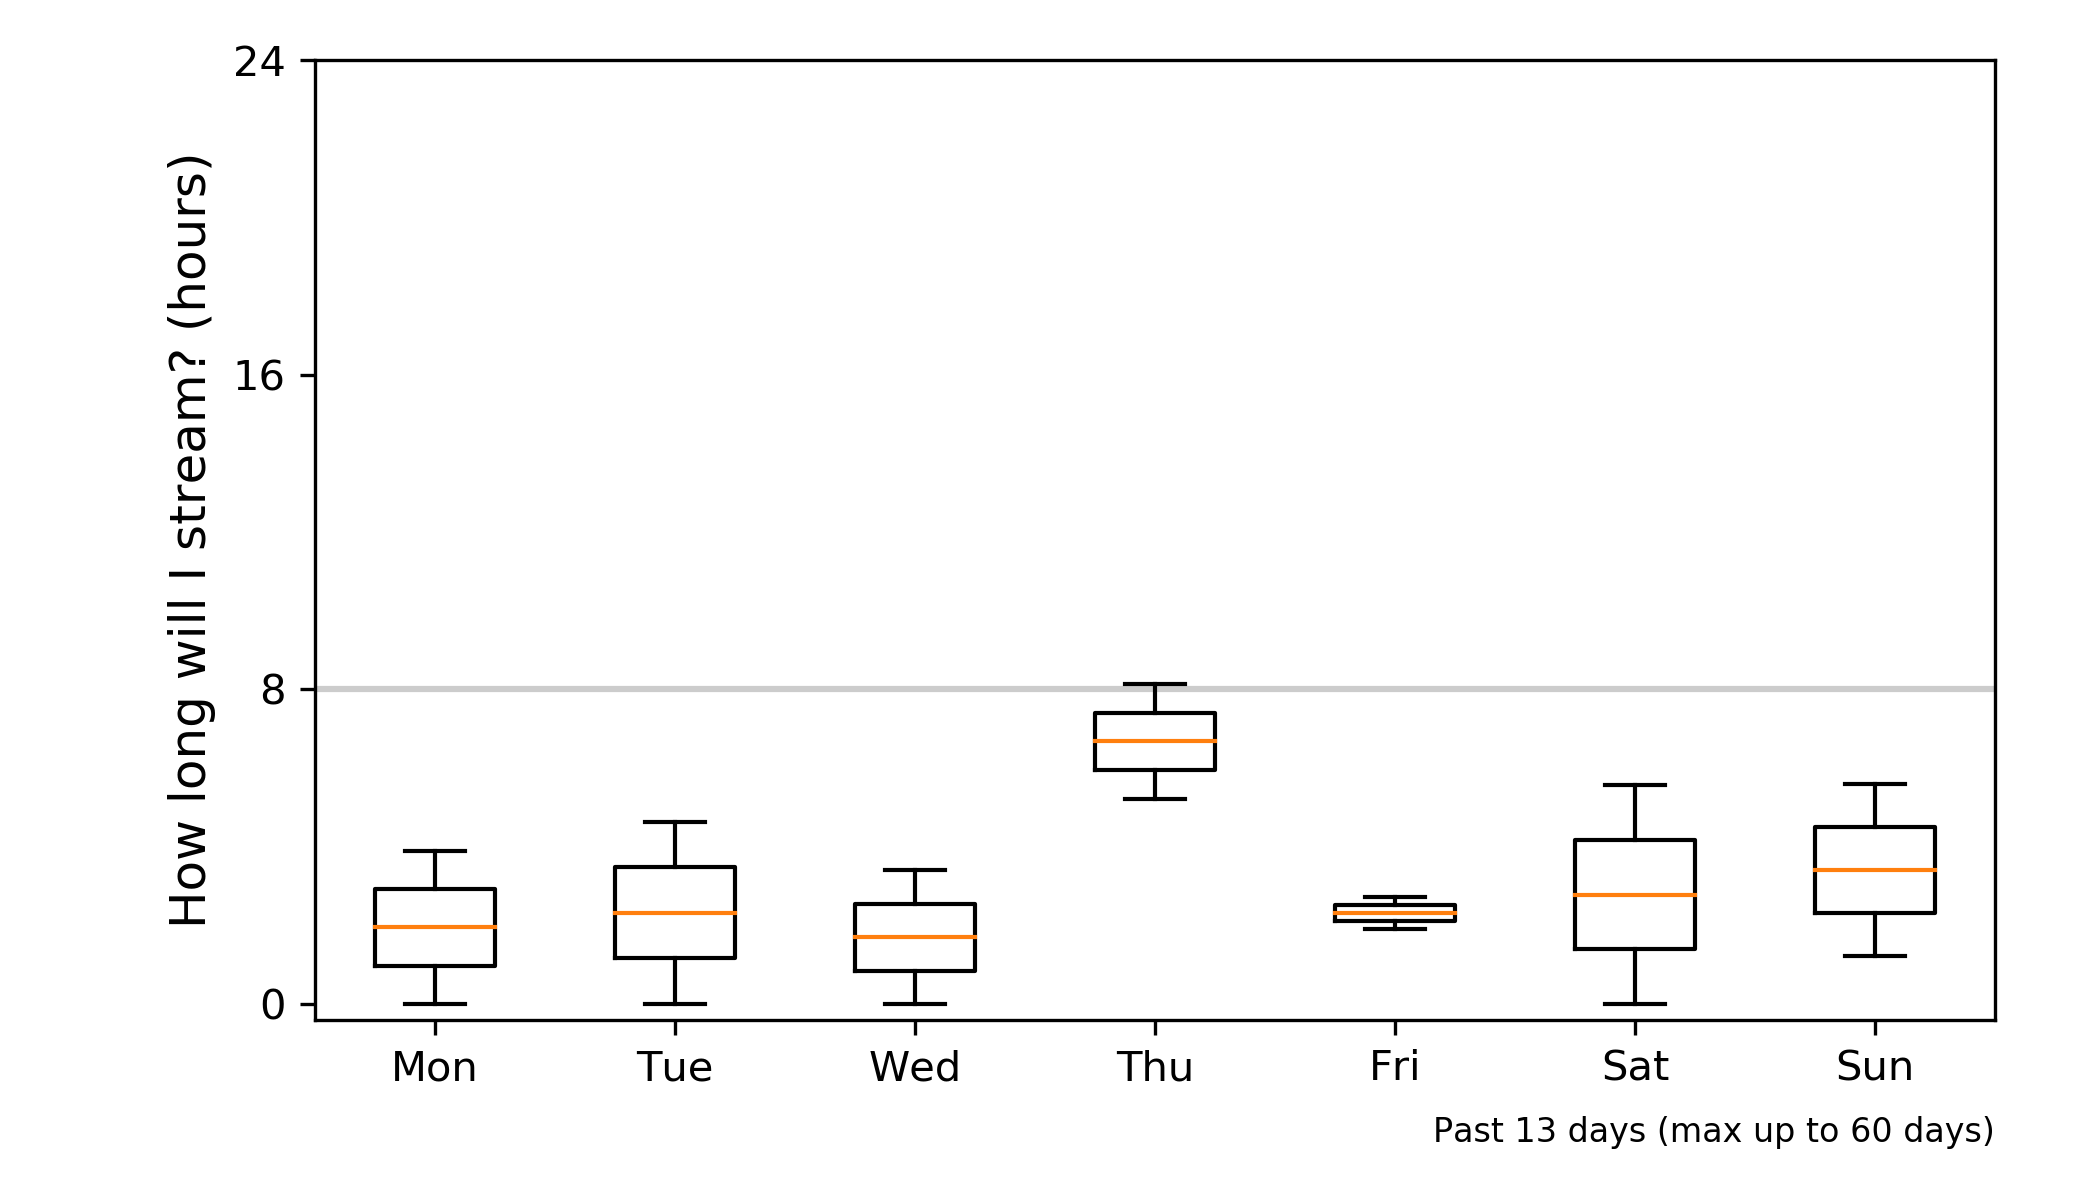 How long will I stream? (hours)
24
16
8
0
Mon Tue Wed Thu Fri Sat Sun
Past 13 days (max up to 60 days)